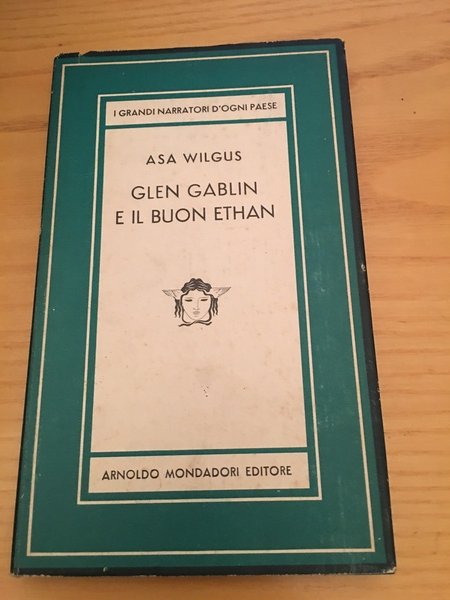 I GRANDI NARRATORI D'OGNI PAESE
ASA WILGUS
GLEN GABLIN
E IL BUON ETHAN
ARNOLDO MONDADORI EDITORE